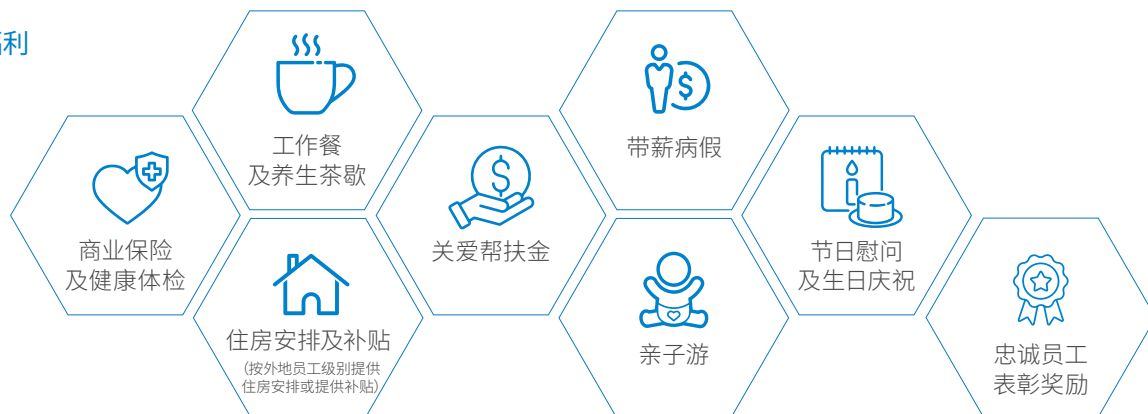 利
工作餐
及养生茶歇
带薪病假
商业保险
及健康体检
关爱帮扶金
节日慰问
及生日庆祝
住房安排及补贴
(按外地员工级别提供
住房安排或提供补贴)
亲子游
忠诚员工
表彰奖励